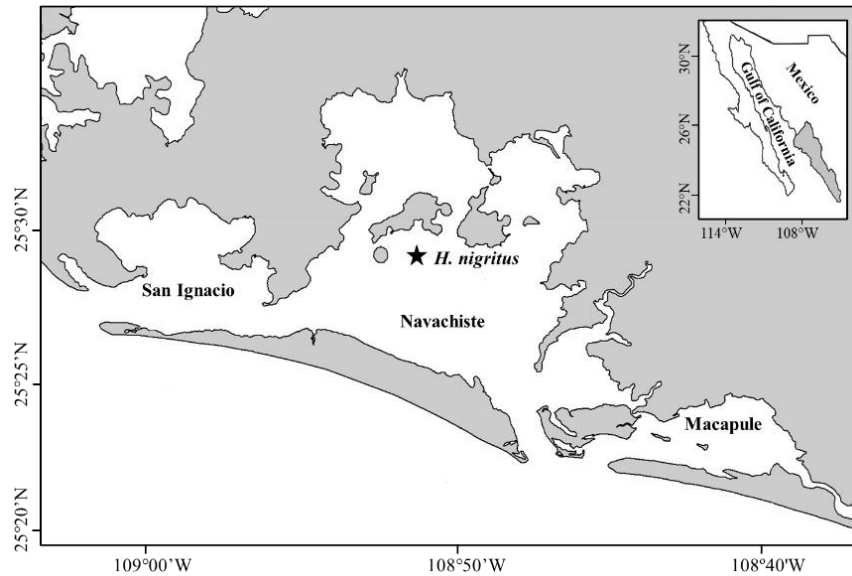 30°N
26°N
22°N
Gulf of California
Mexico
114°W
108°W
25°30'N
25°25'N
25°20'N
San Ignacio
H. nigritus
Navachiste
Macapule
109°00'W
108°50'W
108°40'W